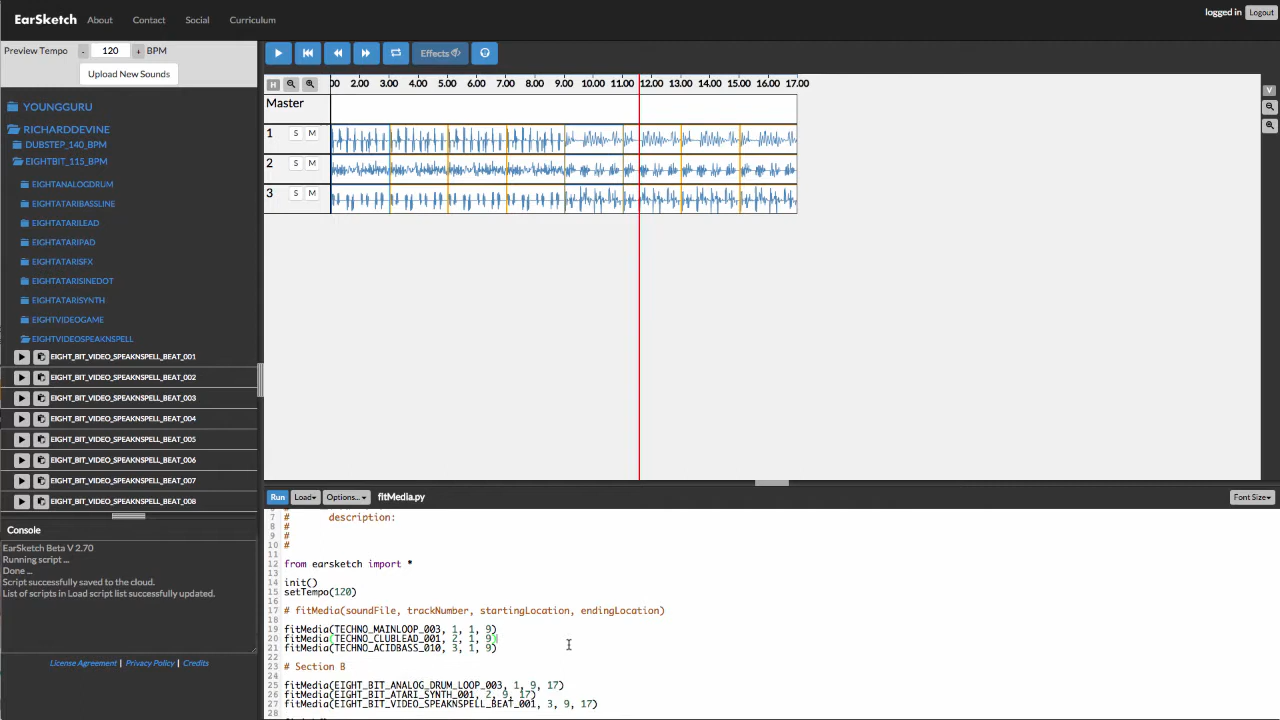 EarSketch About Contact Social Curriculum logged in Logout
Preview Tempo - 120 + BPM
Upload New Sounds
YOUNGGURU
RICHARDDEVINE
DUBSTEP_140_BPM
EIGHTBIT_115_BPM
EIGHTANALOGDRUM
EIGHTATARIBASSLINE
EIGHTATARILEAD
EIGHTATARIPAD
EIGHTATARISFX
EIGHTATARISINEDOT
EIGHTATARISYNTH
EIGHTVIDEOGAME
EIGHTVIDEOSPEAKNSPELL
EIGHT_BIT_VIDEO_SPEAKNSPELL_BEAT_001
EIGHT_BIT_VIDEO_SPEAKNSPELL_BEAT_002
EIGHT_BIT_VIDEO_SPEAKNSPELL_BEAT_003
EIGHT_BIT_VIDEO_SPEAKNSPELL_BEAT_004
EIGHT_BIT_VIDEO_SPEAKNSPELL_BEAT_005
EIGHT_BIT_VIDEO_SPEAKNSPELL_BEAT_006
EIGHT_BIT_VIDEO_SPEAKNSPELL_BEAT_007
EIGHT_BIT_VIDEO_SPEAKNSPELL_BEAT_008
Console
EarSketch Beta V 2.70
Running script ...
Done ...
Script successfully saved to the cloud.
List of scripts in Load script list successfully updated.
License Agreement | Privacy Policy | Credits
Effects
H 00 2.00 3.00 4.00 5.00 6.00 7.00 8.00 9.00 10.00 11.00 12.00 13.00 14.00 15.00 16.00 17.00
V
Master
1 S M
2 S M
3 S M
Run Load Options... fitMedia.py Font Size
7 # description:
8 #
9 #
10 #
11
12 from earsketch import *
13
14 init()
15 setTempo(120)
16
17 # fitMedia(soundFile, trackNumber, startingLocation, endingLocation)
18
19 fitMedia(TECHNO_MAINLOOP_003, 1, 1, 9)
20 fitMedia(TECHNO_CLUBLEAD_001, 2, 1, 9)
21 fitMedia(TECHNO_ACIDBASS_010, 3, 1, 9)
22
23 # Section B
24
25 fitMedia(EIGHT_BIT_ANALOG_DRUM_LOOP_003, 1, 9, 17)
26 fitMedia(EIGHT_BIT_ATARI_SYNTH_001, 2, 9, 17)
27 fitMedia(EIGHT_BIT_VIDEO_SPEAKNSPELL_BEAT_001, 3, 9, 17)